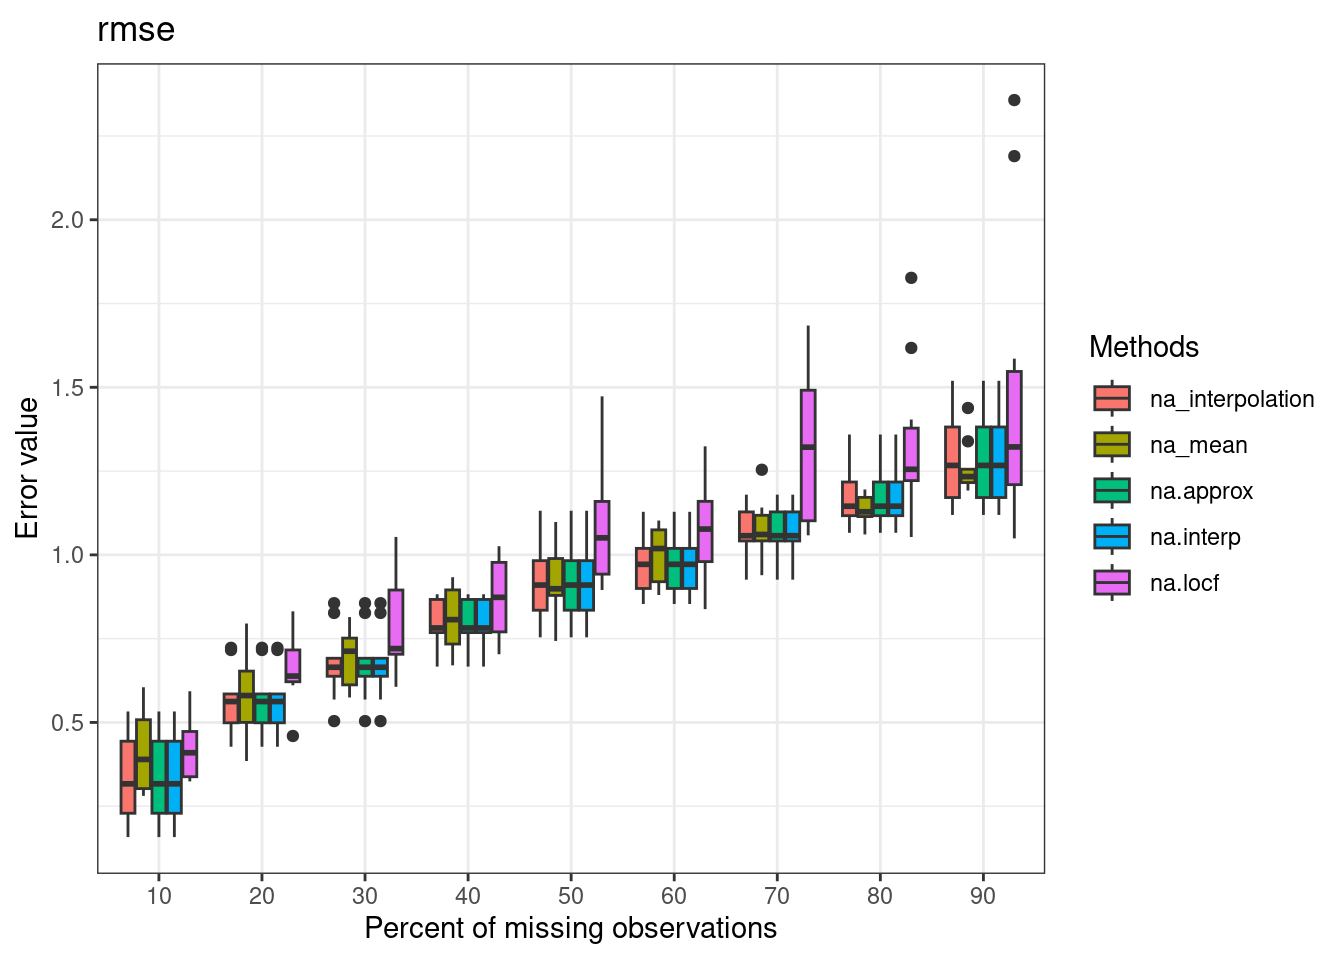 rmse
Error value
2.0
1.5
1.0
0.5
10 20 30 40 50 60 70 80 90
Percent of missing observations
Methods
na_interpolation
na_mean
na.approx
na.interp
na.locf